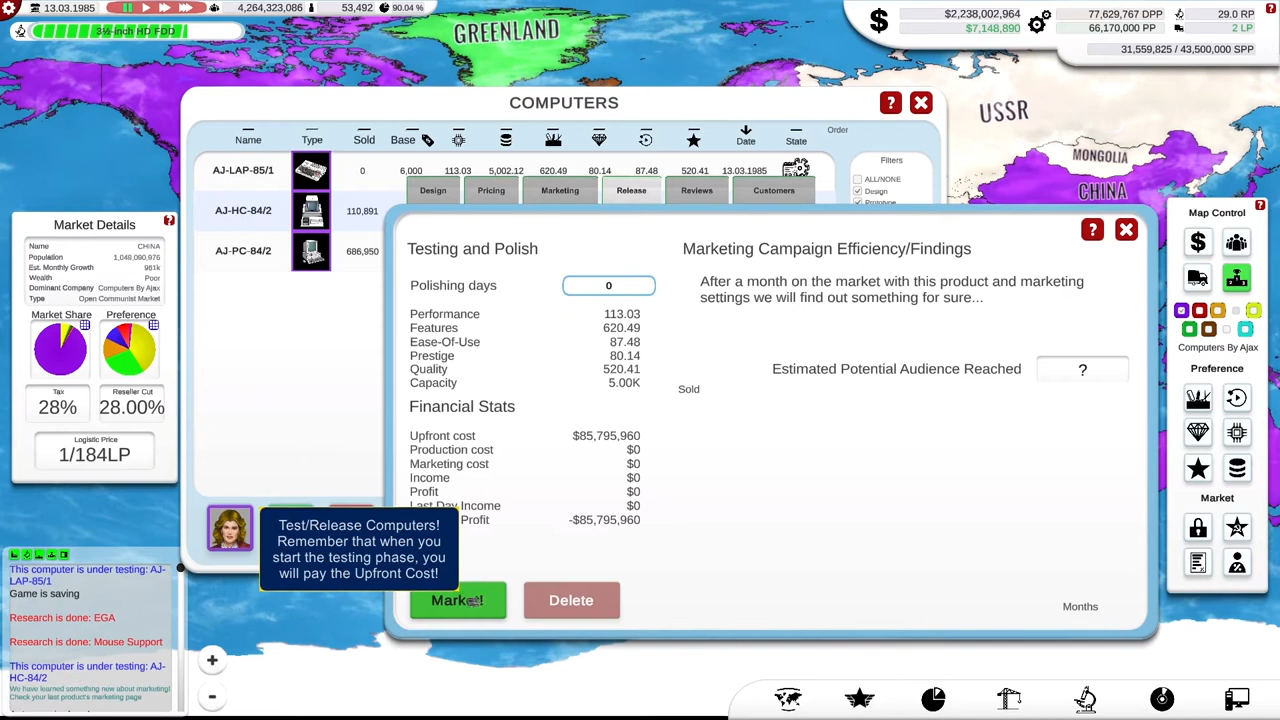 13.03.1985
4,264,323,086
53,492
90.04 %
3½-inch HD FDD
$2,238,002,964
$7,148,890
77,629,767 DPP
66,170,000 PP
29.0 RP
2 LP
31,559,825 / 43,500,000 SPP
GREENLAND
USSR
MONGOLIA
CHINA
COMPUTERS
Name Type Sold Base Date State
Order
AJ-LAP-85/1 0 6,000 113.03 5,002.12 620.49 80.14 87.48 520.41 13.03.1985
AJ-HC-84/2 110,891
AJ-PC-84/2 686,950
Filters
ALL/NONE
Design
Prototype
Design Pricing Marketing Release Reviews Customers
Testing and Polish
Polishing days 0
Performance 113.03
Features 620.49
Ease-Of-Use 87.48
Prestige 80.14
Quality 520.41
Capacity 5.00K
Financial Stats
Upfront cost $85,795,960
Production cost $0
Marketing cost $0
Income $0
Profit $0
Last Day Income $0
Profit -$85,795,960
Marketing Campaign Efficiency/Findings
After a month on the market with this product and marketing
settings we will find out something for sure...
Estimated Potential Audience Reached ?
Sold
Months
Test/Release Computers!
Remember that when you
start the testing phase, you
will pay the Upfront Cost!
Market!
Delete
Market Details
Name CHINA
Population 1,048,090,976
Est. Monthly Growth 961k
Wealth Poor
Dominant Company Computers By Ajax
Type Open Communist Market
Market Share Preference
Tax
28%
Reseller Cut
28.00%
Logistic Price
1/184LP
This computer is under testing: AJ-
LAP-85/1
Game is saving
Research is done: EGA
Research is done: Mouse Support
This computer is under testing: AJ-
HC-84/2
We have learned something new about marketing!
Check your last product's marketing page
+
-
Map Control
Computers By Ajax
Preference
Market